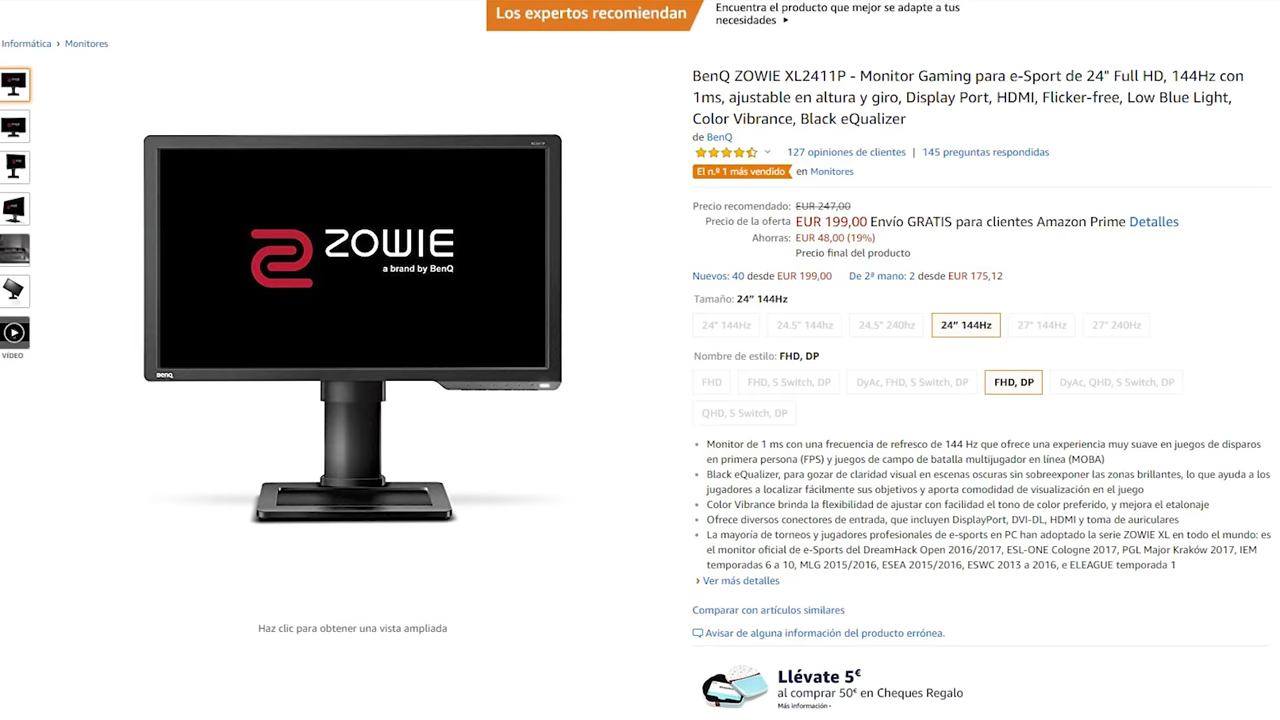 Los expertos recomiendan
Encuentra el producto que mejor se adapte a tus
necesidades ▸
Informática › Monitores
BenQ ZOWIE XL2411P - Monitor Gaming para e-Sport de 24" Full HD, 144Hz con
1ms, ajustable en altura y giro, Display Port, HDMI, Flicker-free, Low Blue Light,
Color Vibrance, Black eQualizer
de BenQ
127 opiniones de clientes | 145 preguntas respondidas
El n.º 1 más vendido en Monitores
Precio recomendado: EUR 247,00
Precio de la oferta EUR 199,00 Envío GRATIS para clientes Amazon Prime Detalles
Ahorras: EUR 48,00 (19%)
Precio final del producto
Nuevos: 40 desde EUR 199,00 De 2ª mano: 2 desde EUR 175,12
Tamaño: 24" 144Hz
24" 144Hz 24.5" 144hz 24.5" 240hz 24" 144Hz 27" 144Hz 27" 240Hz
Nombre de estilo: FHD, DP
FHD FHD, S Switch, DP DyAc, FHD, S Switch, DP FHD, DP DyAc, QHD, S Switch, DP
QHD, S Switch, DP
• Monitor de 1 ms con una frecuencia de refresco de 144 Hz que ofrece una experiencia muy suave en juegos de disparos
en primera persona (FPS) y juegos de campo de batalla multijugador en línea (MOBA)
• Black eQualizer, para gozar de claridad visual en escenas oscuras sin sobreexponer las zonas brillantes, lo que ayuda a los
jugadores a localizar fácilmente sus objetivos y aporta comodidad de visualización en el juego
• Color Vibrance brinda la flexibilidad de ajustar con facilidad el tono de color preferido, y mejora el etalonaje
• Ofrece diversos conectores de entrada, que incluyen DisplayPort, DVI-DL, HDMI y toma de auriculares
• La mayoría de torneos y jugadores profesionales de e-sports en PC han adoptado la serie ZOWIE XL en todo el mundo: es
el monitor oficial de e-Sports del DreamHack Open 2016/2017, ESL-ONE Cologne 2017, PGL Major Kraków 2017, IEM
temporadas 6 a 10, MLG 2015/2016, ESEA 2015/2016, ESWC 2013 a 2016, e ELEAGUE temporada 1
› Ver más detalles
Comparar con artículos similares
Avisar de alguna información del producto errónea.
Llévate 5€
al comprar 50€ en Cheques Regalo
Más información ›
VÍDEO
ZOWIE
a brand by BenQ
BenQ
Haz clic para obtener una vista ampliada